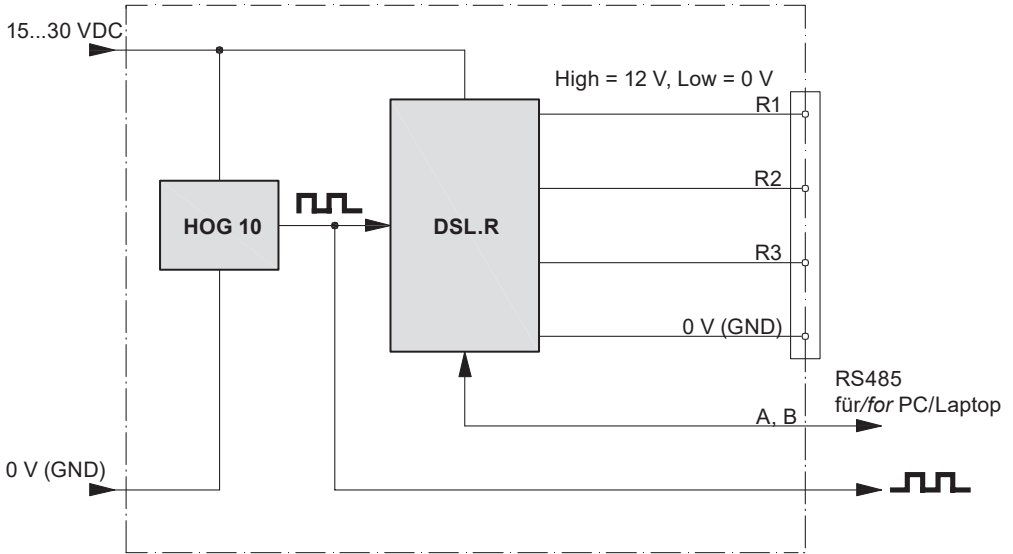 15...30 VDC
High = 12 V, Low = 0 V
R1
R2
HOG 10
DSL.R
R3
0 V (GND)
RS485
für/for PC/Laptop
A, B
0 V (GND)